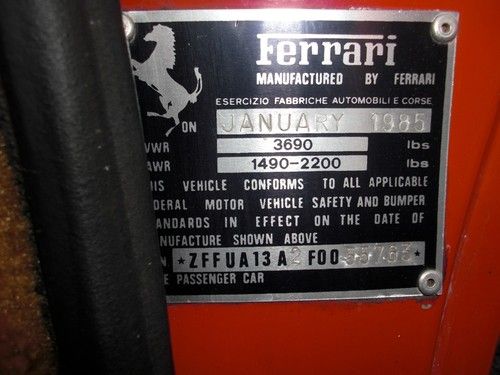 Ferrari
MANUFACTURED BY FERRARI
ESERCIZIO FABBRICHE AUTOMOBILI E CORSE
ON JANUARY 1985
VWR 3690 lbs
AWR 1490-2200 lbs
IS VEHICLE CONFORMS TO ALL APPLICABLE
DERAL MOTOR VEHICLE SAFETY AND BUMPER
ANDARDS IN EFFECT ON THE DATE OF
NUFACTURE SHOWN ABOVE
N *ZFFUA13A2F00 55763*
E PASSENGER CAR